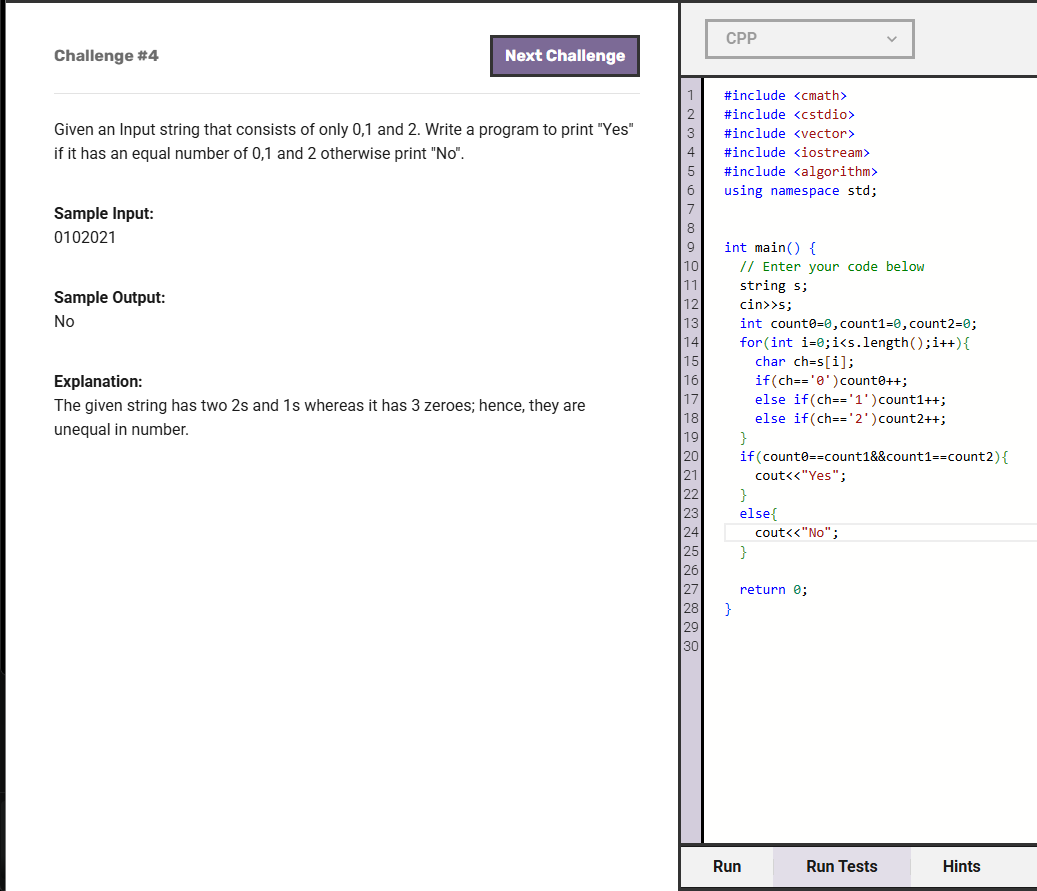 Challenge #4
Next Challenge
Given an Input string that consists of only 0,1 and 2. Write a program to print "Yes"
if it has an equal number of 0,1 and 2 otherwise print "No".
Sample Input:
0102021
Sample Output:
No
Explanation:
The given string has two 2s and 1s whereas it has 3 zeroes; hence, they are
unequal in number.
CPP
1 #include <cmath>
2 #include <cstdio>
3 #include <vector>
4 #include <iostream>
5 #include <algorithm>
6 using namespace std;
7
8
9 int main() {
10 // Enter your code below
11 string s;
12 cin>>s;
13 int count0=0,count1=0,count2=0;
14 for(int i=0;i<s.length();i++){
15 char ch=s[i];
16 if(ch=='0')count0++;
17 else if(ch=='1')count1++;
18 else if(ch=='2')count2++;
19 }
20 if(count0==count1&&count1==count2){
21 cout<<"Yes";
22 }
23 else{
24 cout<<"No";
25 }
26
27 return 0;
28 }
29
30
Run
Run Tests
Hints